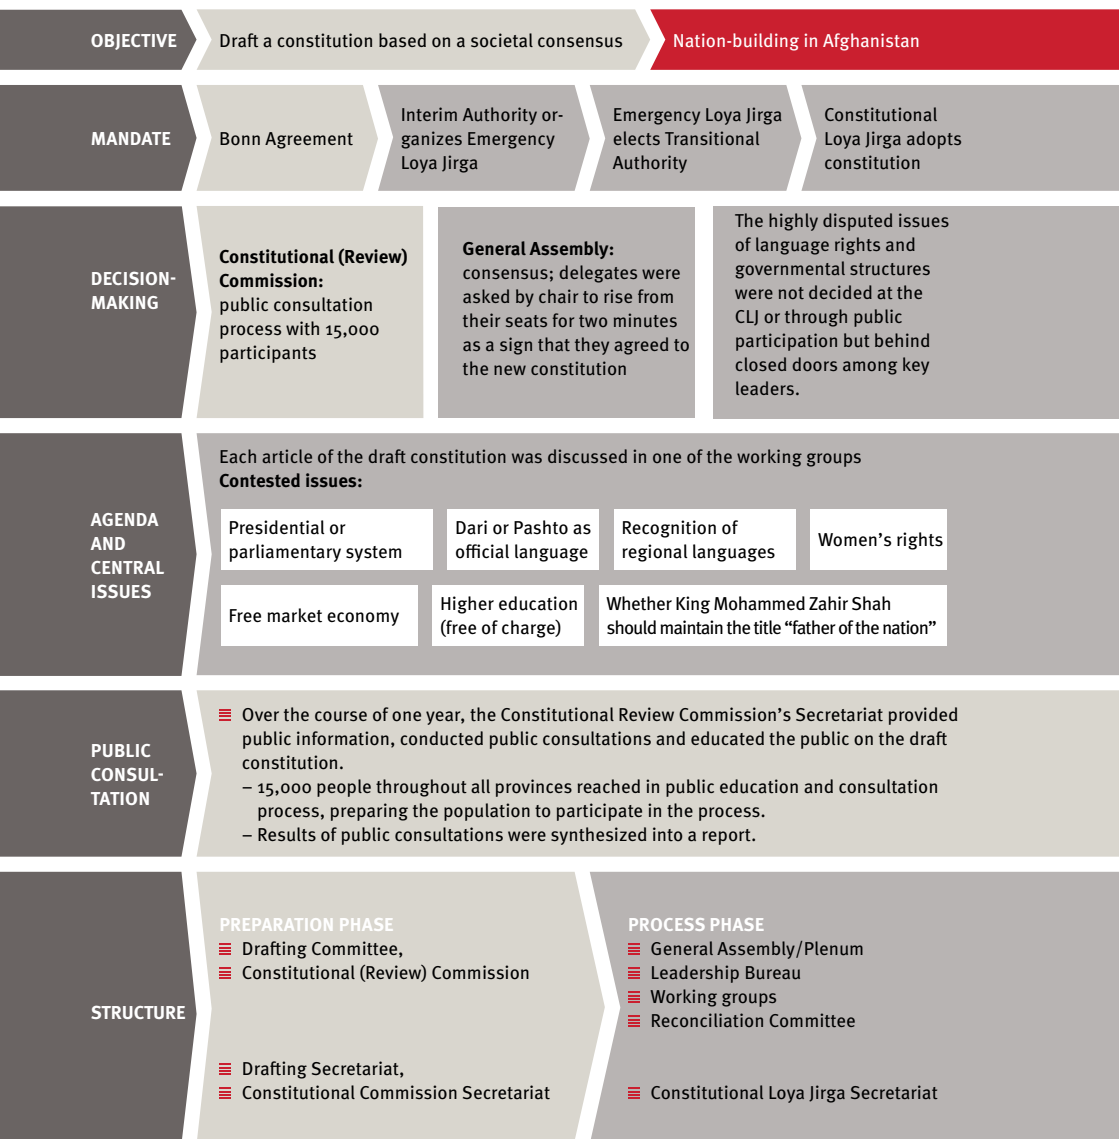 OBJECTIVE
Draft a constitution based on a societal consensus
Nation-building in Afghanistan
MANDATE
Bonn Agreement
Interim Authority or-
ganizes Emergency
Loya Jirga
Emergency Loya Jirga
elects Transitional
Authority
Constitutional
Loya Jirga adopts
constitution
DECISION-
MAKING
Constitutional (Review)
Commission:
public consultation
process with 15,000
participants
General Assembly:
consensus; delegates were
asked by chair to rise from
their seats for two minutes
as a sign that they agreed to
the new constitution
The highly disputed issues
of language rights and
governmental structures
were not decided at the
CLJ or through public
participation but behind
closed doors among key
leaders.
AGENDA
AND
CENTRAL
ISSUES
Each article of the draft constitution was discussed in one of the working groups
Contested issues:
Presidential or
parliamentary system
Dari or Pashto as
official language
Recognition of
regional languages
Women’s rights
Free market economy
Higher education
(free of charge)
Whether King Mohammed Zahir Shah
should maintain the title “father of the nation”
PUBLIC
CONSUL-
TATION
Over the course of one year, the Constitutional Review Commission’s Secretariat provided
public information, conducted public consultations and educated the public on the draft
constitution.
– 15,000 people throughout all provinces reached in public education and consultation
process, preparing the population to participate in the process.
– Results of public consultations were synthesized into a report.
STRUCTURE
PREPARATION PHASE
Drafting Committee,
Constitutional (Review) Commission
Drafting Secretariat,
Constitutional Commission Secretariat
PROCESS PHASE
General Assembly/Plenum
Leadership Bureau
Working groups
Reconciliation Committee
Constitutional Loya Jirga Secretariat